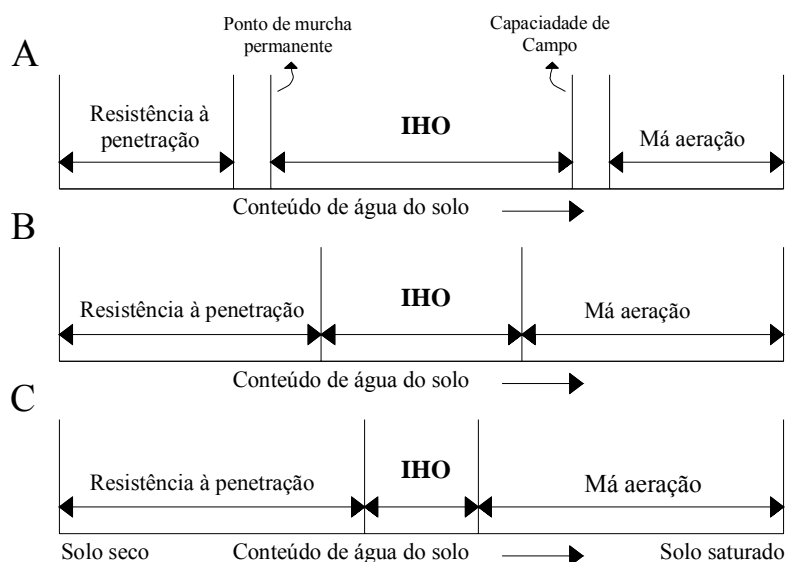 A
Ponto de murcha
permanente
Capaciadade de
Campo
Resistência à
penetração
IHO
Má aeração
Conteúdo de água do solo
B
Resistência à penetração
IHO
Má aeração
Conteúdo de água do solo
C
Resistência à penetração
IHO
Má aeração
Solo seco Conteúdo de água do solo Solo saturado